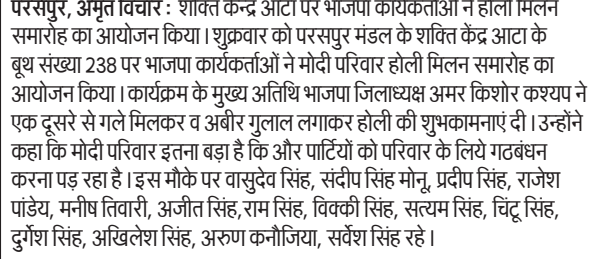 परसपुर, अमृत विचार : शक्ति केन्द्र आटा पर भाजपा कार्यकर्ताओं ने होली मिलन
समारोह का आयोजन किया। शुक्रवार को परसपुर मंडल के शक्ति केंद्र आटा के
बूथ संख्या 238 पर भाजपा कार्यकर्ताओं ने मोदी परिवार होली मिलन समारोह का
आयोजन किया। कार्यक्रम के मुख्य अतिथि भाजपा जिलाध्यक्ष अमर किशोर कश्यप ने
एक दूसरे से गले मिलकर व अबीर गुलाल लगाकर होली की शुभकामनाएं दी। उन्होंने
कहा कि मोदी परिवार इतना बड़ा है कि और पार्टियों को परिवार के लिये गठबंधन
करना पड़ रहा है। इस मौके पर वासुदेव सिंह, संदीप सिंह मोनू, प्रदीप सिंह, राजेश
पांडेय, मनीष तिवारी, अजीत सिंह,राम सिंह, विक्की सिंह, सत्यम सिंह, चिंटू सिंह,
दुर्गेश सिंह, अखिलेश सिंह, अरुण कनौजिया, सर्वेश सिंह रहे।